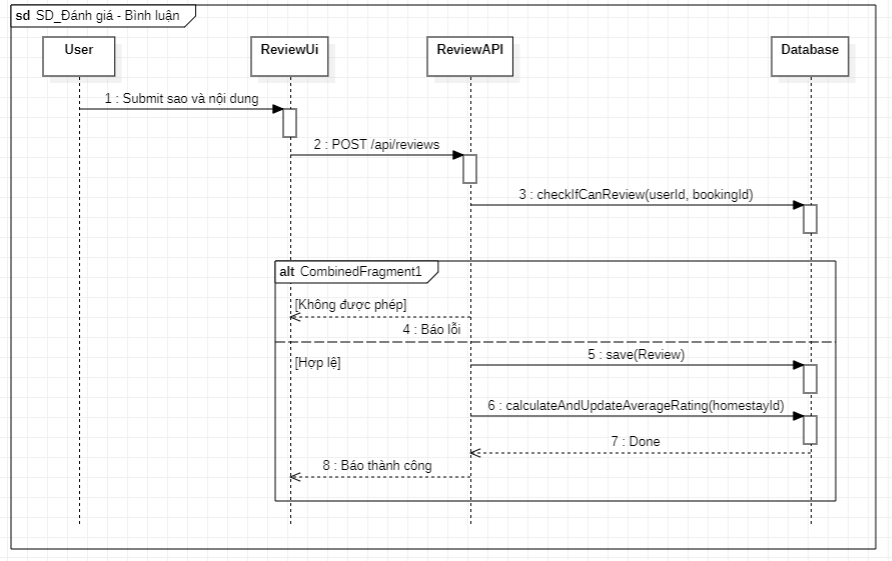 sd SD_Đánh giá - Bình luận
User
ReviewUi
ReviewAPI
Database
1 : Submit sao và nội dung
2 : POST /api/reviews
3 : checkIfCanReview(userId, bookingId)
alt CombinedFragment1
[Không được phép]
4 : Báo lỗi
[Hợp lệ]
5 : save(Review)
6 : calculateAndUpdateAverageRating(homestayId)
7 : Done
8 : Báo thành công